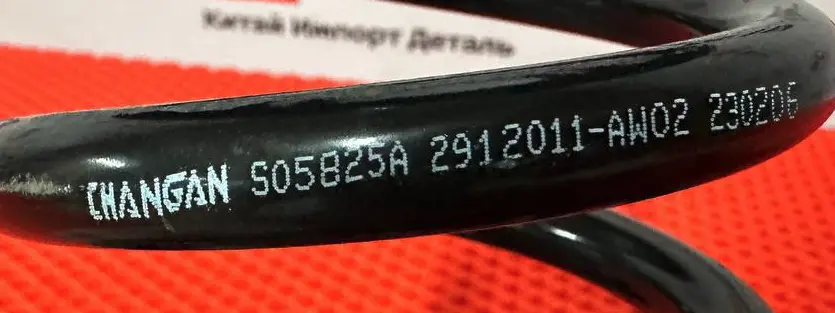 Китай Импорт Деталь
CHANGAN S05825A 2912011-AW02 230206